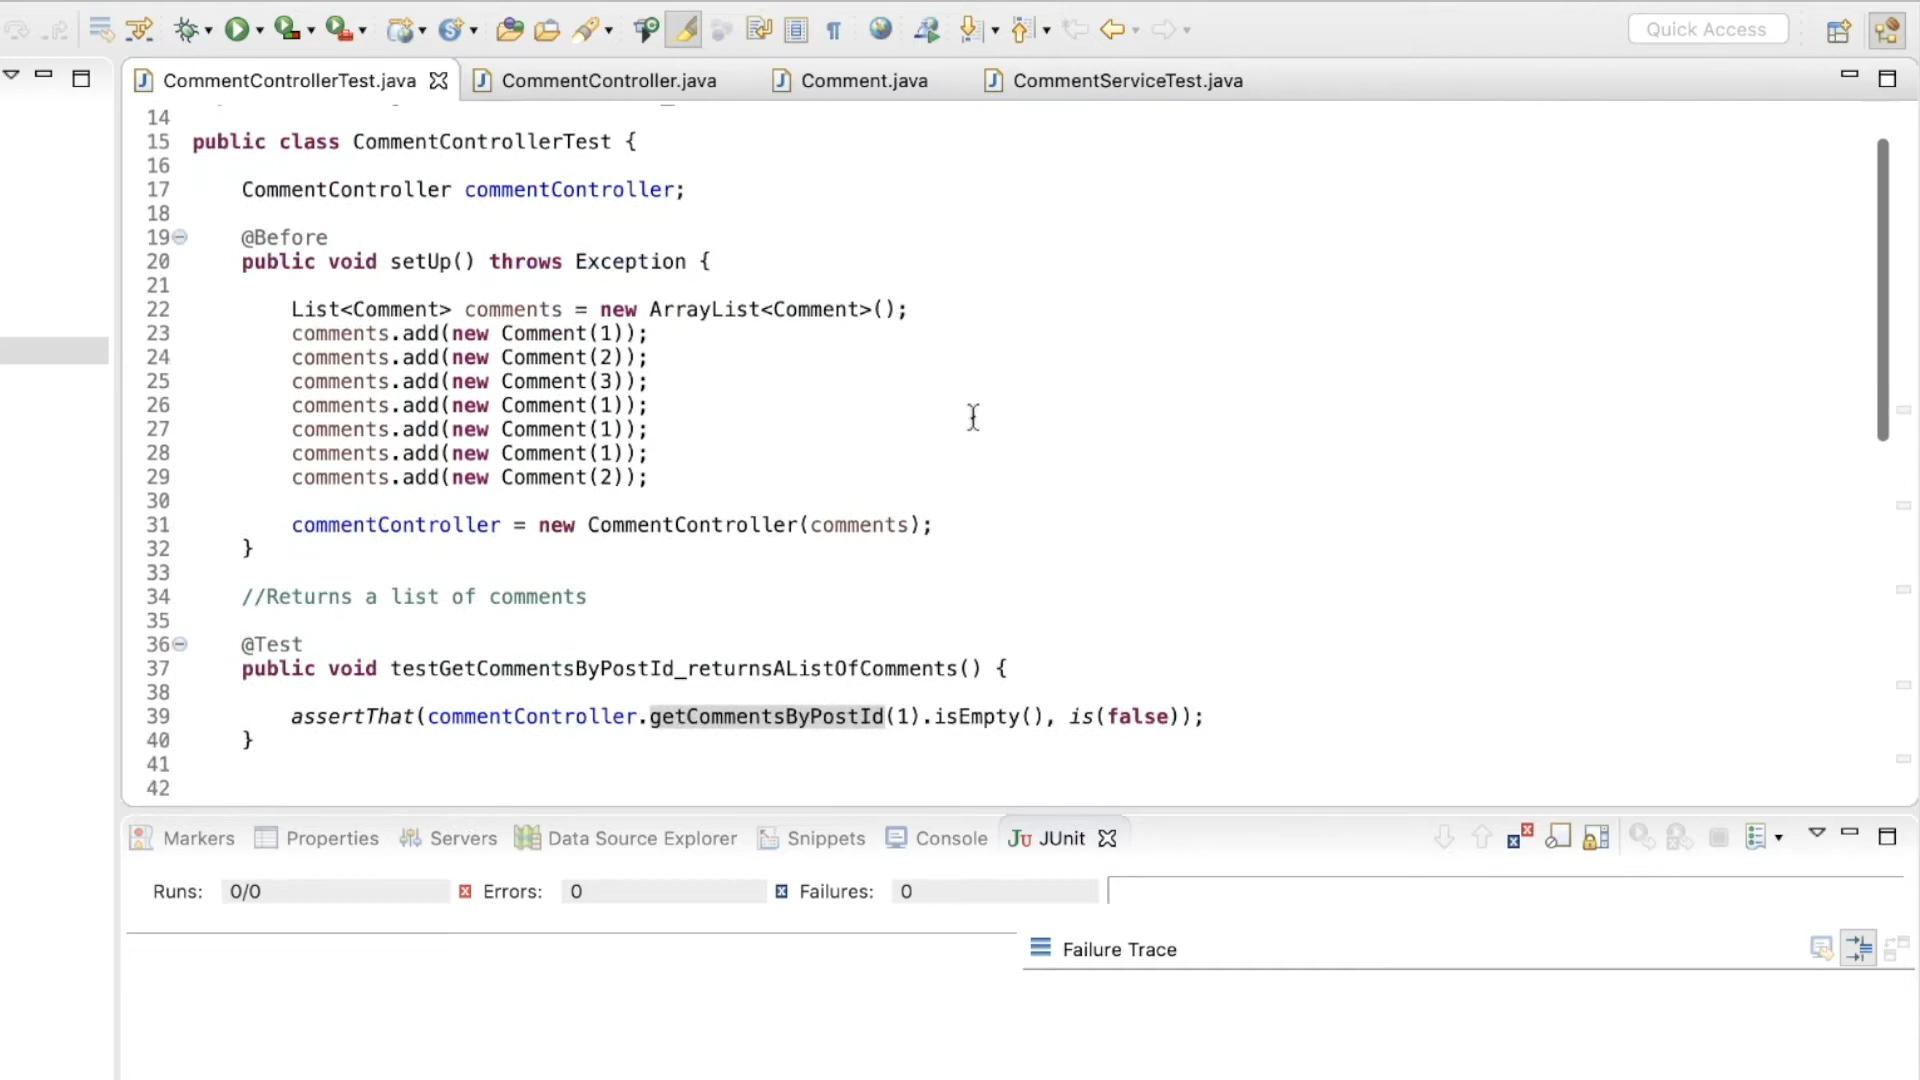 Quick Access
CommentControllerTest.java
CommentController.java
Comment.java
CommentServiceTest.java
14
15 public class CommentControllerTest {
16
17 CommentController commentController;
18
19 @Before
20 public void setUp() throws Exception {
21
22 List<Comment> comments = new ArrayList<Comment>();
23 comments.add(new Comment(1));
24 comments.add(new Comment(2));
25 comments.add(new Comment(3));
26 comments.add(new Comment(1));
27 comments.add(new Comment(1));
28 comments.add(new Comment(1));
29 comments.add(new Comment(2));
30
31 commentController = new CommentController(comments);
32 }
33
34 //Returns a list of comments
35
36 @Test
37 public void testGetCommentsByPostId_returnsAListOfComments() {
38
39 assertThat(commentController.getCommentsByPostId(1).isEmpty(), is(false));
40 }
41
42
Markers Properties Servers Data Source Explorer Snippets Console JUnit
Runs: 0/0 Errors: 0 Failures: 0
Failure Trace